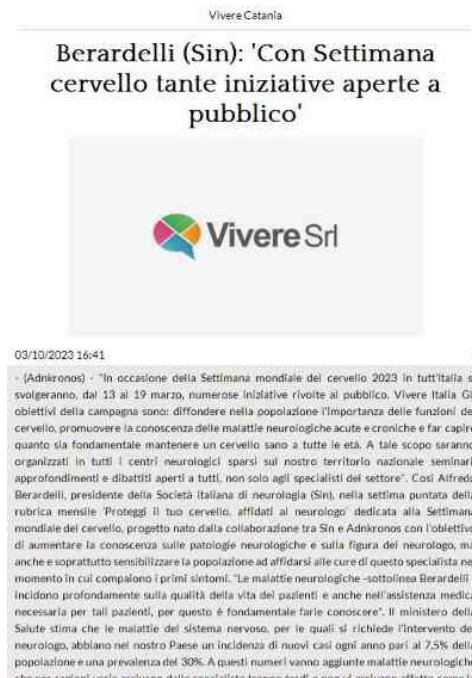 Vivere Catania
Berardelli (Sin): 'Con Settimana
cervello tante iniziative aperte a
pubblico'
Vivere Srl
03/10/2023 16:41
- (Adnkronos) - "In occasione della Settimana mondiale del cervello 2023 in tutt'Italia s
svolgeranno, dal 13 al 19 marzo, numerose iniziative rivolte al pubblico. Vivere Italia Gl
obiettivi della campagna sono: diffondere nella popolazione l'importanza delle funzioni de
cervello, promuovere la conoscenza delle malattie neurologiche acute e croniche e far capire
quanto sia fondamentale mantenere un cervello sano a tutte le età. A tale scopo saranno
organizzati in tutti i centri neurologici sparsi sul nostro territorio nazionale seminari
approfondimenti e dibattiti aperti a tutti, non solo agli specialisti del settore". Così Alfredo
Berardelli, presidente della Società italiana di neurologia (Sin), nella settima puntata della
rubrica mensile 'Proteggi il tuo cervello, affidati al neurologo' dedicata alla Settimana
mondiale del cervello, progetto nato dalla collaborazione tra Sin e Adnkronos con l'obiettivo
di aumentare la conoscenza sulle patologie neurologiche e sulla figura del neurologo, ma
anche e soprattutto sensibilizzare la popolazione ad affidarsi alle cure di questo specialista ne
momento in cui compaiono i primi sintomi. "Le malattie neurologiche -sottolinea Berardelli
incidono profondamente sulla qualità della vita dei pazienti e anche nell'assistenza medica
necessaria per tali pazienti, per questo è fondamentale farle conoscere". Il ministero della
Salute stima che le malattie del sistema nervoso, per le quali si richiede l'intervento de
neurologo, abbiano nel nostro Paese un incidenza di nuovi casi ogni anno pari al 7,5% della
popolazione e una prevalenza del 30%. A questi numeri vanno aggiunte malattie neurologiche